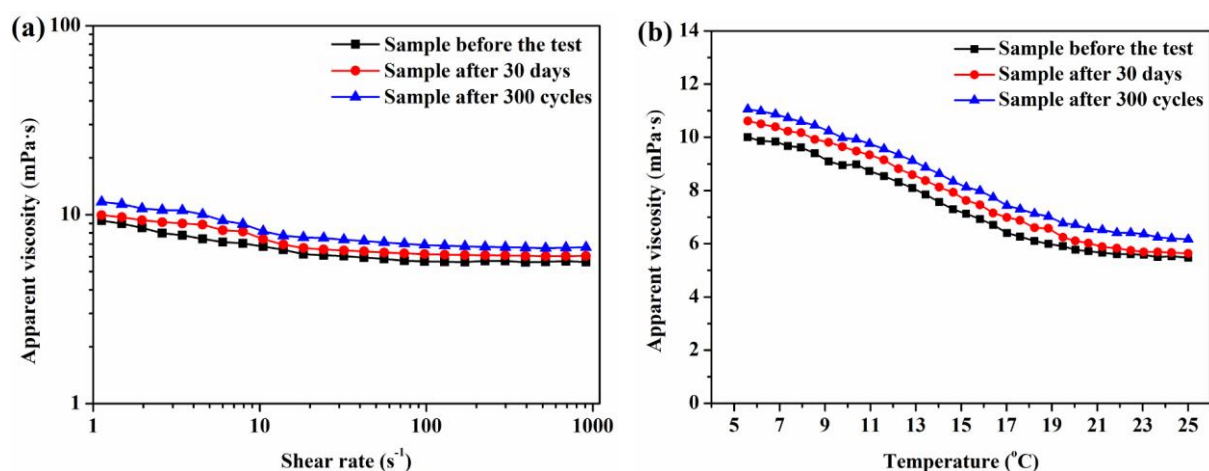 (a)
100
10
1
Apparent viscosity (mPa·s)
Sample before the test
Sample after 30 days
Sample after 300 cycles
1 10 100 1000
Shear rate (s⁻¹)
(b)
14
12
10
8
6
4
2
0
Apparent viscosity (mPa·s)
Sample before the test
Sample after 30 days
Sample after 300 cycles
5 7 9 11 13 15 17 19 21 23 25
Temperature (°C)